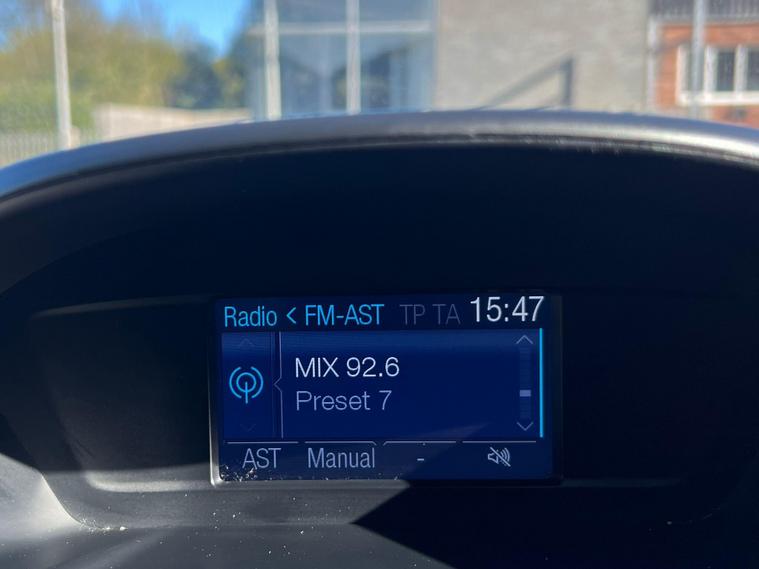 Radio < FM-AST TP TA 15:47
MIX 92.6
Preset 7
AST Manual -